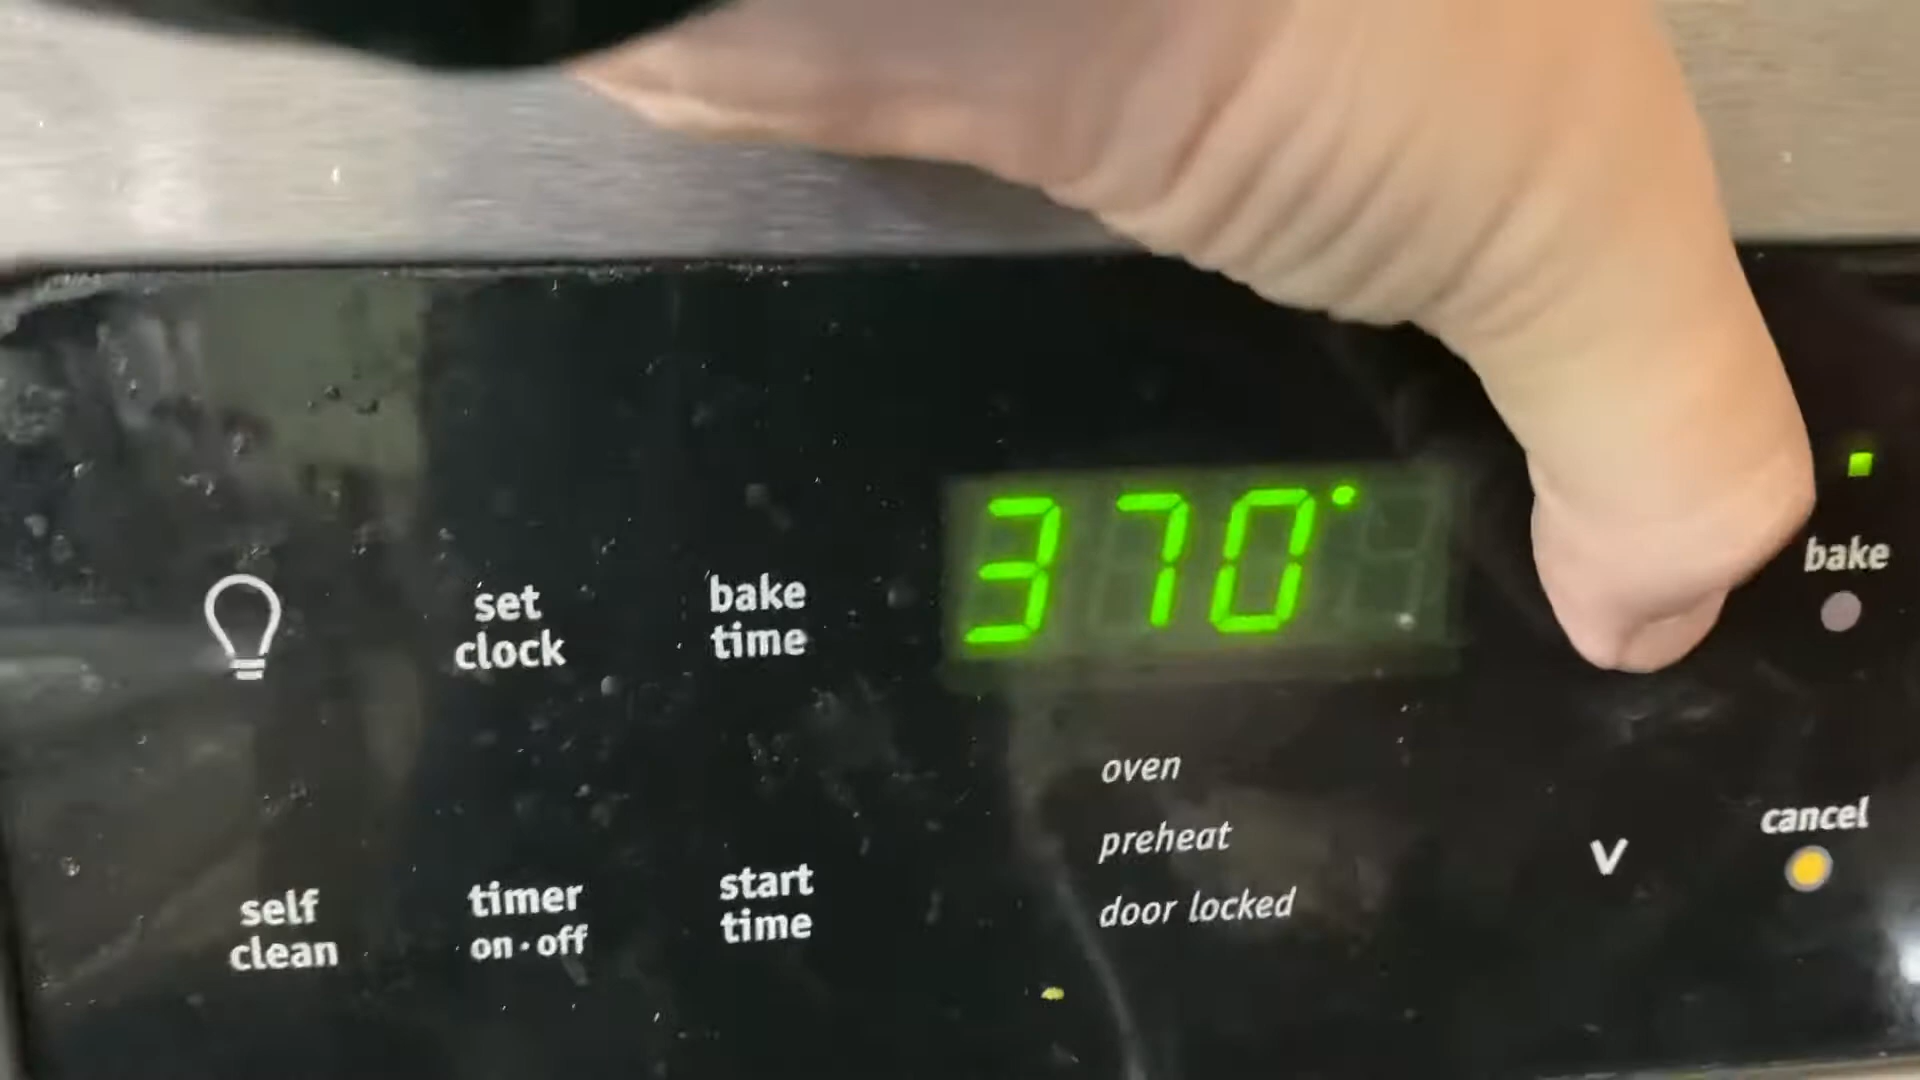 370°
bake
set
clock
bake
time
oven
preheat
door locked
self
clean
timer
on·off
start
time
v
cancel